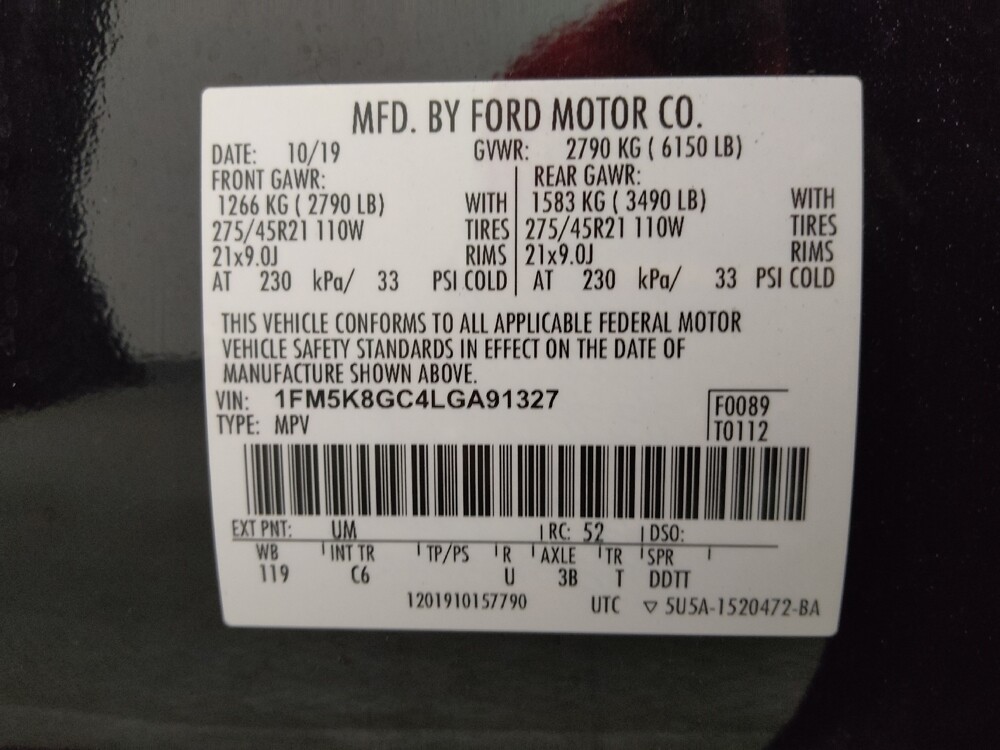 MFD. BY FORD MOTOR CO.
DATE: 10/19 GVWR: 2790 KG ( 6150 LB)
FRONT GAWR: REAR GAWR:
1266 KG ( 2790 LB) WITH 1583 KG ( 3490 LB) WITH
275/45R21 110W TIRES 275/45R21 110W TIRES
21x9.0J RIMS 21x9.0J RIMS
AT 230 kPa/ 33 PSI COLD AT 230 kPa/ 33 PSI COLD
THIS VEHICLE CONFORMS TO ALL APPLICABLE FEDERAL MOTOR
VEHICLE SAFETY STANDARDS IN EFFECT ON THE DATE OF
MANUFACTURE SHOWN ABOVE.
VIN: 1FM5K8GC4LGA91327 F0089
TYPE: MPV T0112
EXT PNT: UM RC: 52 DSO:
WB INT TR TP/PS R AXLE TR SPR
119 C6 U 3B T DDTT
1201910157790 UTC ▽ 5U5A-1520472-BA